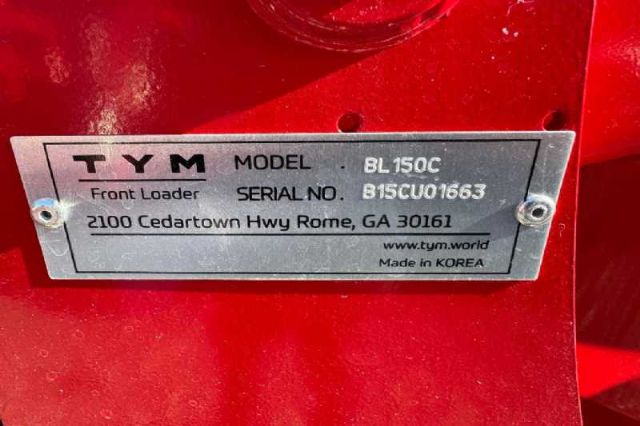 TYM MODEL . BL150C
Front Loader SERIAL NO. B15CU01663
2100 Cedartown Hwy Rome, GA 30161
www.tym.world
Made in KOREA